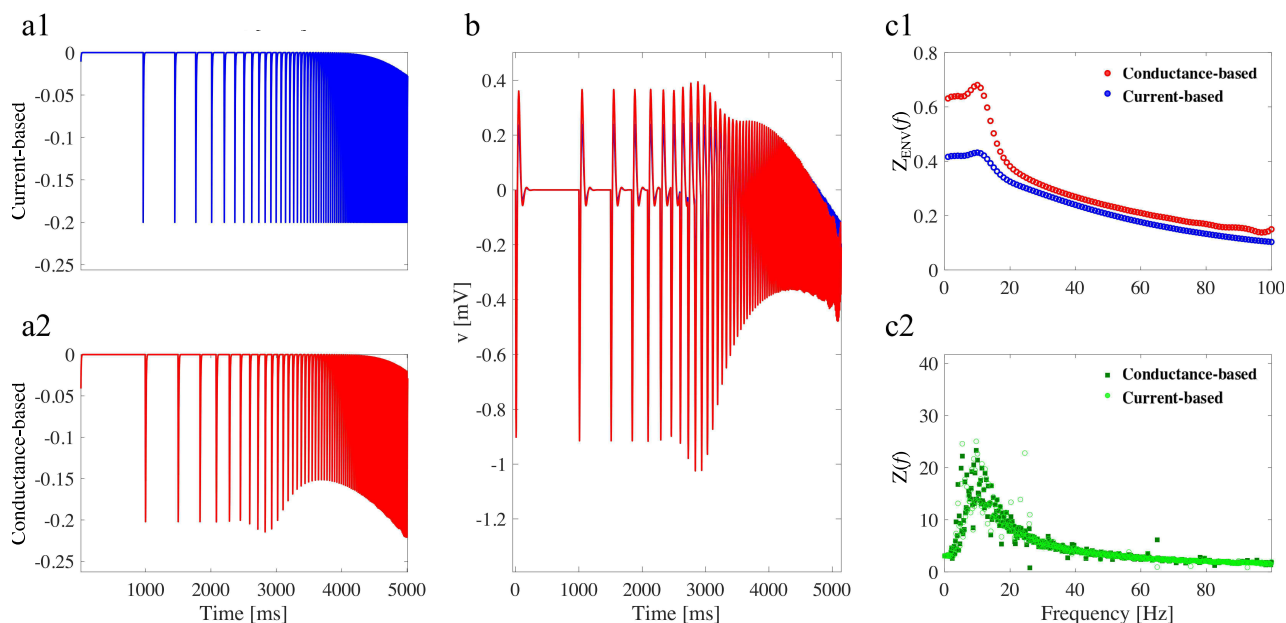 a1
Current-based
0
-0.05
-0.1
-0.15
-0.2
-0.25
a2
Conductance-based
0
-0.05
-0.1
-0.15
-0.2
-0.25
1000 2000 3000 4000 5000
Time [ms]
b
v [mV]
0.4
0.2
0
-0.2
-0.4
-0.6
-0.8
-1
-1.2
0 1000 2000 3000 4000 5000
Time [ms]
c1
Z_ENV(f)
0.8
0.6
0.4
0.2
0
Conductance-based
Current-based
0 20 40 60 80 100
c2
Z(f)
40
30
20
10
0
Conductance-based
Current-based
0 20 40 60 80
Frequency [Hz]